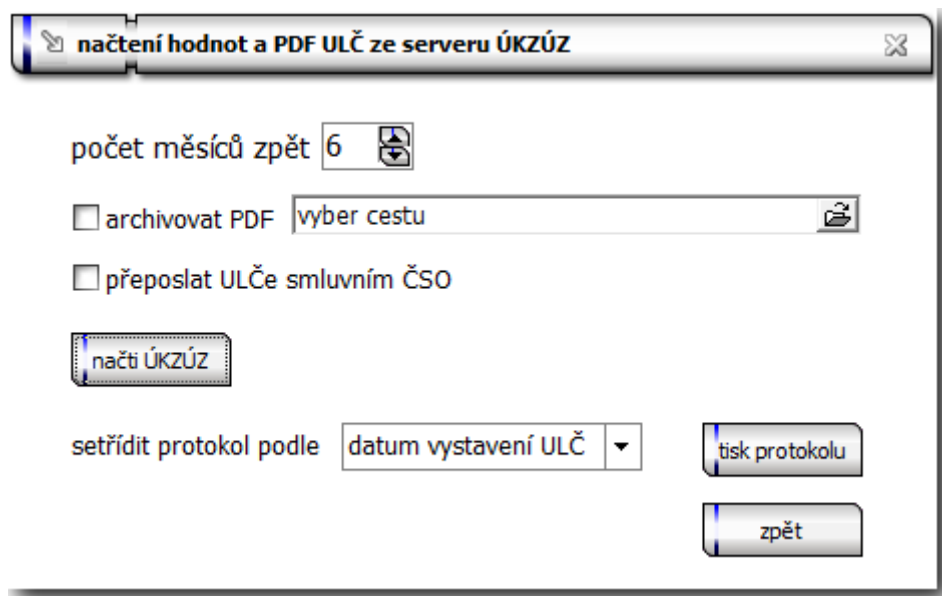 načtení hodnot a PDF ULČ ze serveru ÚKZÚZ
počet měsíců zpět 6
archivovat PDF vyber cestu
přeposlat ULČe smluvním ČSO
načti ÚKZÚZ
setřídit protokol podle datum vystavení ULČ tisk protokolu
zpět